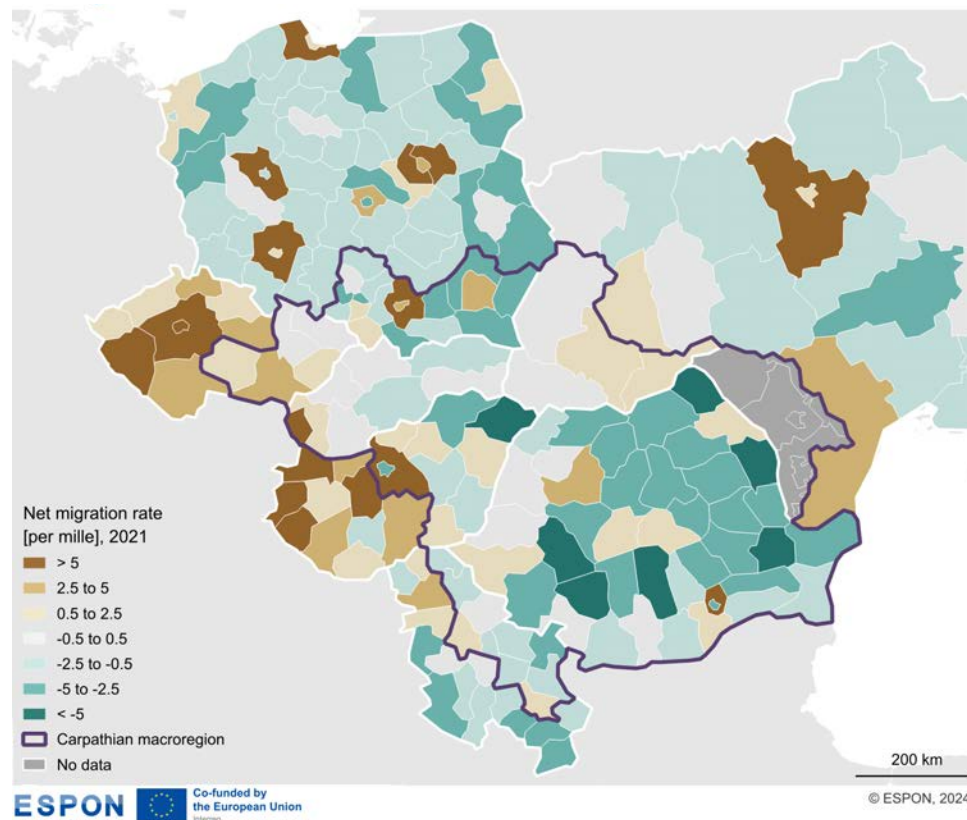 Net migration rate
[per mille], 2021
> 5
2.5 to 5
0.5 to 2.5
-0.5 to 0.5
-2.5 to -0.5
-5 to -2.5
< -5
Carpathian macroregion
No data
200 km
ESPON
Co-funded by
the European Union
Interreg
© ESPON, 2024